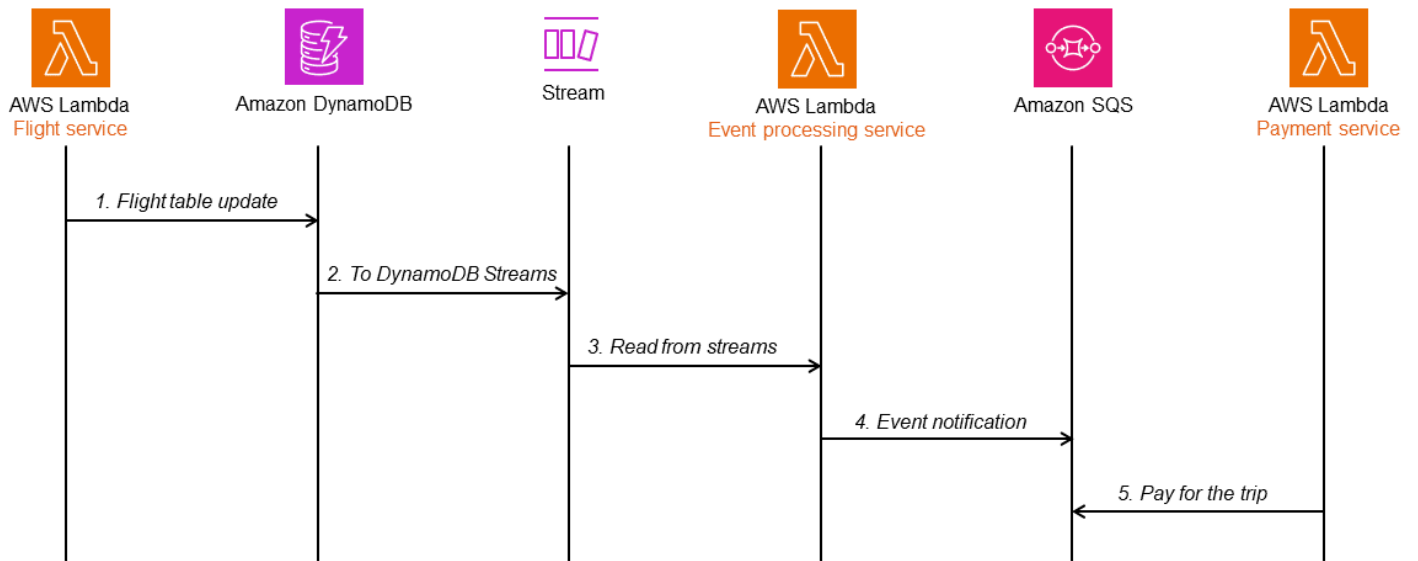 AWS Lambda
Flight service
Amazon DynamoDB
Stream
AWS Lambda
Event processing service
Amazon SQS
AWS Lambda
Payment service
1. Flight table update
2. To DynamoDB Streams
3. Read from streams
4. Event notification
5. Pay for the trip